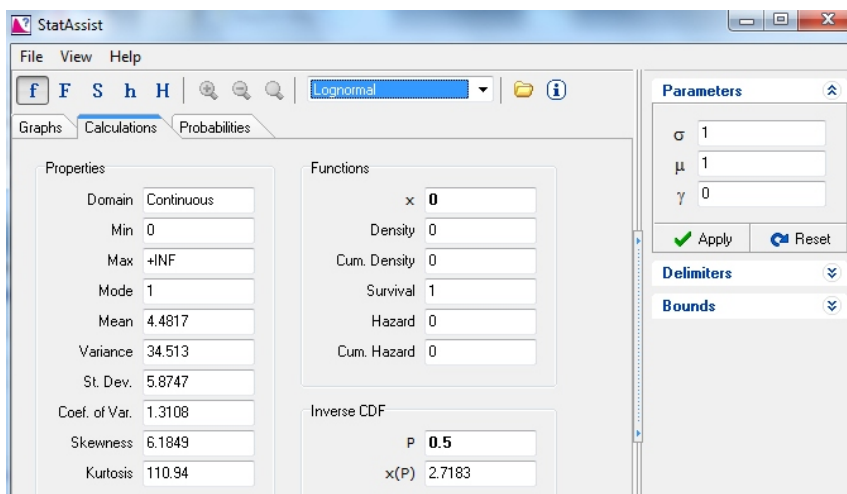 StatAssist
File View Help
f F S h H Lognormal
Graphs Calculations Probabilities
Properties
Domain Continuous
Min 0
Max +INF
Mode 1
Mean 4.4817
Variance 34.513
St. Dev. 5.8747
Coef. of Var. 1.3108
Skewness 6.1849
Kurtosis 110.94
Functions
x 0
Density 0
Cum. Density 0
Survival 1
Hazard 0
Cum. Hazard 0
Inverse CDF
P 0.5
x(P) 2.7183
Parameters
σ 1
μ 1
γ 0
Apply Reset
Delimiters
Bounds